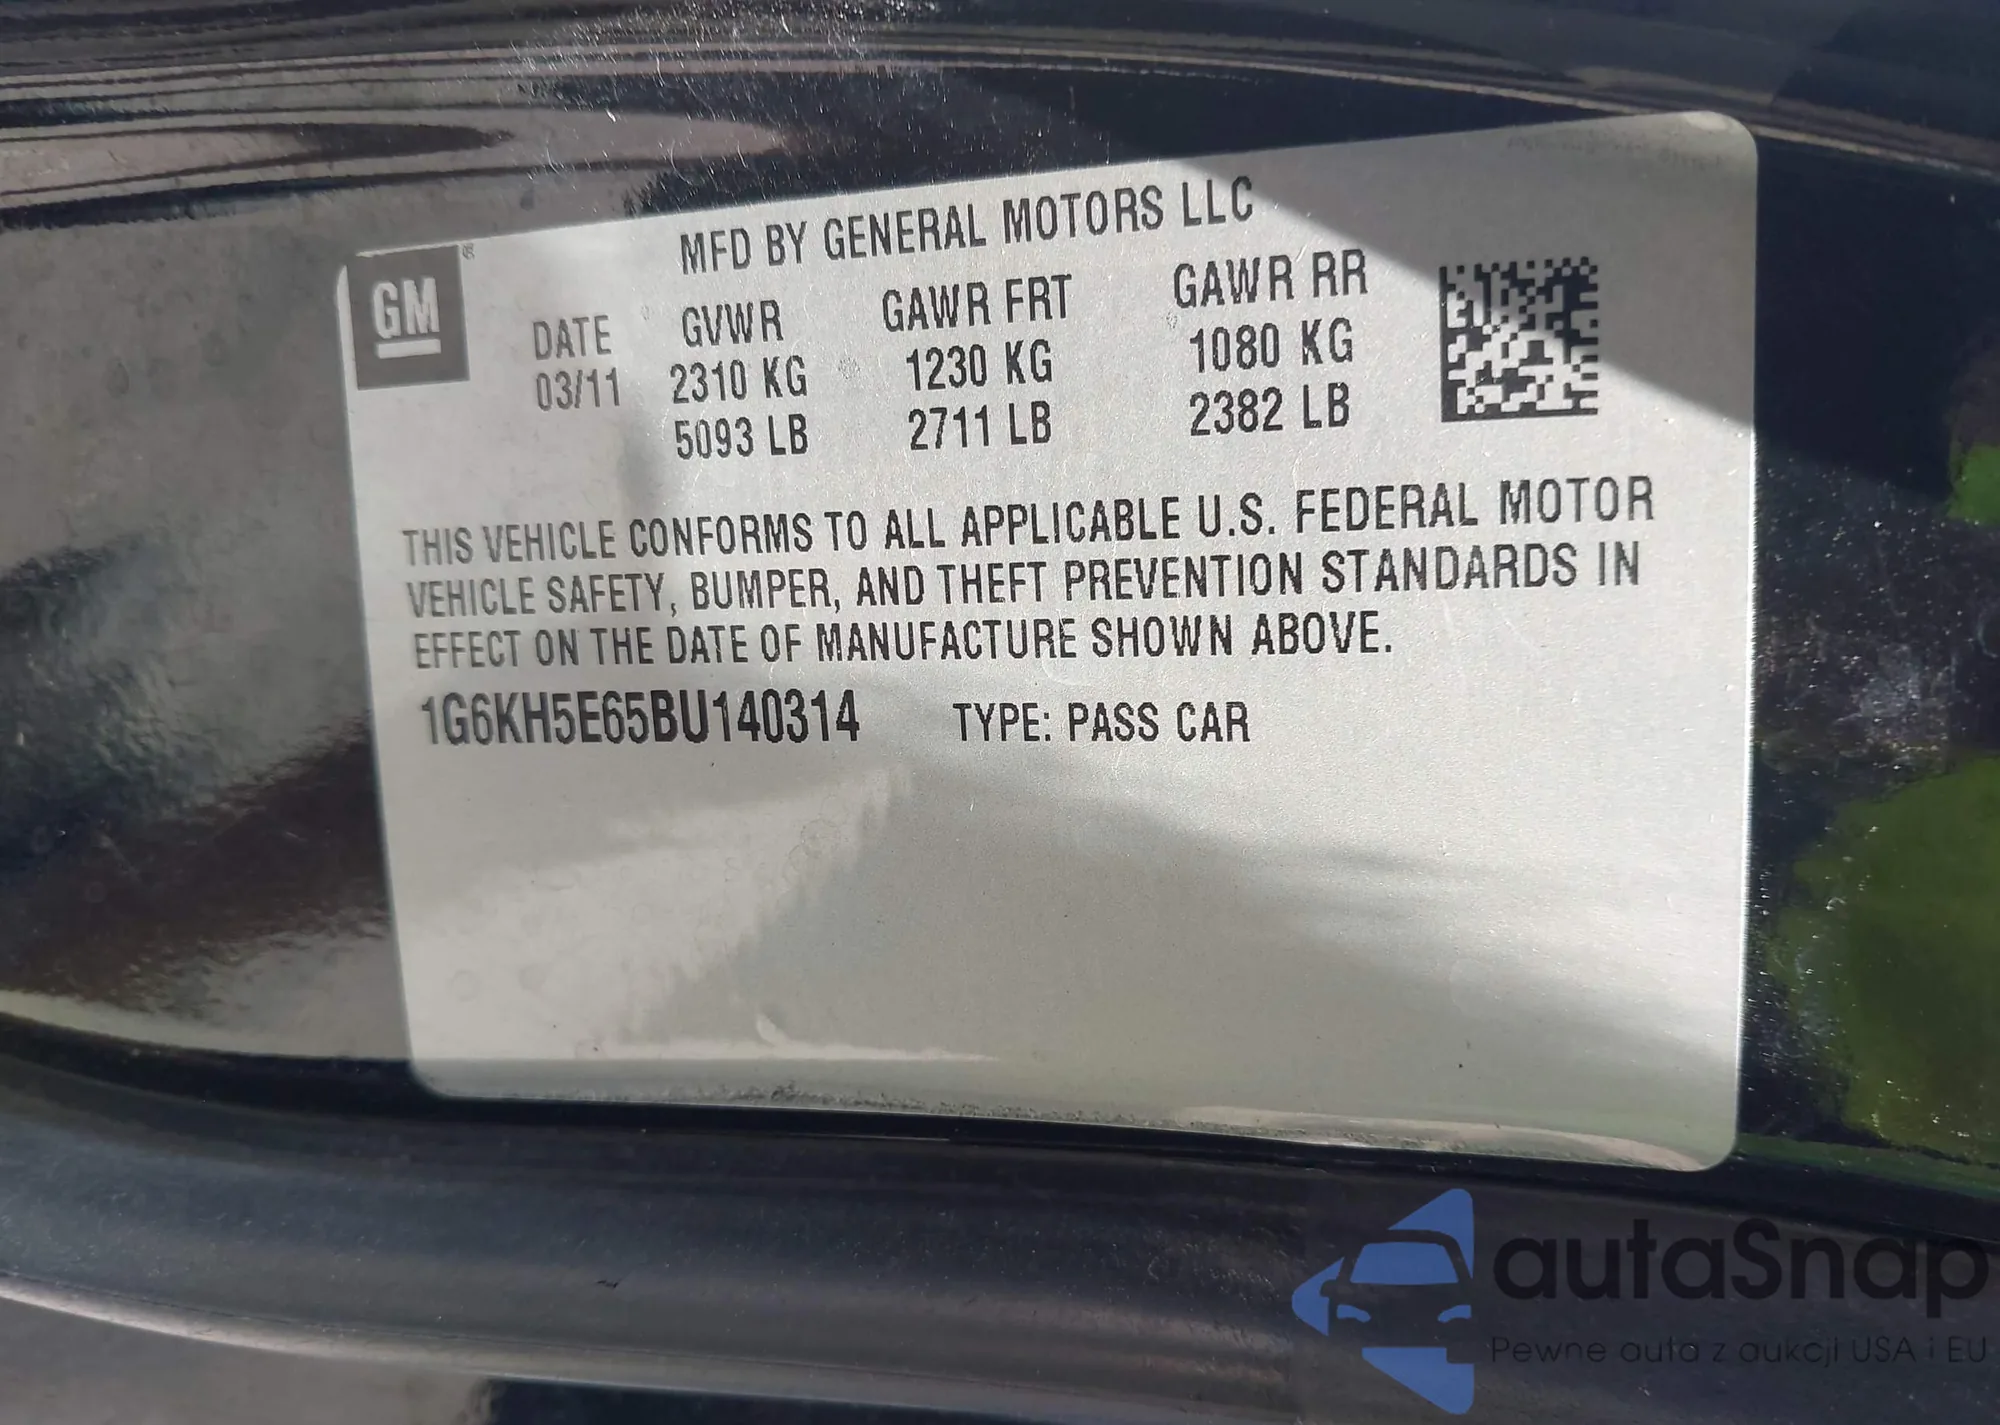 MFD BY GENERAL MOTORS LLC
GM ®
DATE GVWR GAWR FRT GAWR RR
03/11 2310 KG 1230 KG 1080 KG
5093 LB 2711 LB 2382 LB
THIS VEHICLE CONFORMS TO ALL APPLICABLE U.S. FEDERAL MOTOR
VEHICLE SAFETY, BUMPER, AND THEFT PREVENTION STANDARDS IN
EFFECT ON THE DATE OF MANUFACTURE SHOWN ABOVE.
1G6KH5E65BU140314 TYPE: PASS CAR
autaSnap
Pewne auta z aukcji USA i EU